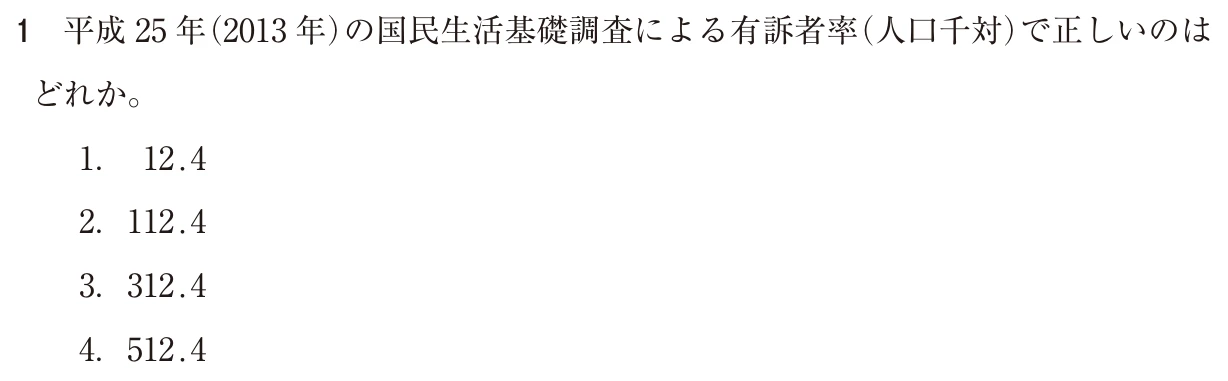 1 平成 25 年(2013 年)の国民生活基礎調査による有訴者率(人口千対)で正しいのは
どれか。
1. 12.4
2. 112.4
3. 312.4
4. 512.4